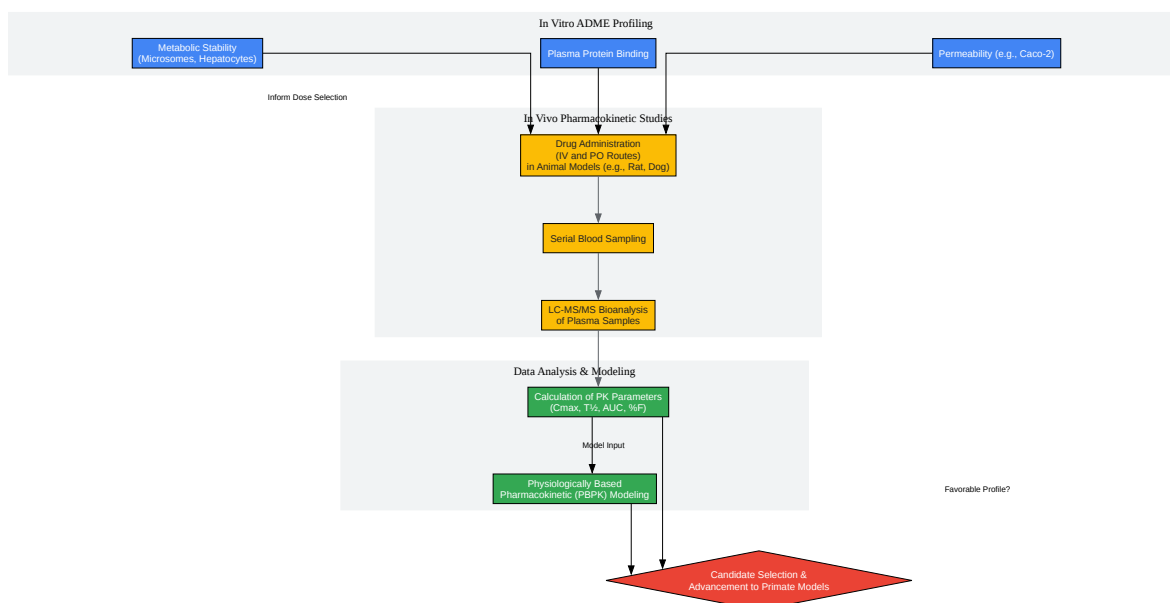 In Vitro ADME Profiling
Metabolic Stability
(Microsomes, Hepatocytes)
Plasma Protein Binding
Permeability (e.g., Caco-2)
Inform Dose Selection
In Vivo Pharmacokinetic Studies
Drug Administration
(IV and PO Routes)
in Animal Models (e.g., Rat, Dog)
Serial Blood Sampling
LC-MS/MS Bioanalysis
of Plasma Samples
Data Analysis & Modeling
Calculation of PK Parameters
(Cmax, T½, AUC, %F)
Model Input
Physiologically Based
Pharmacokinetic (PBPK) Modeling
Favorable Profile?
Candidate Selection &
Advancement to Primate Models